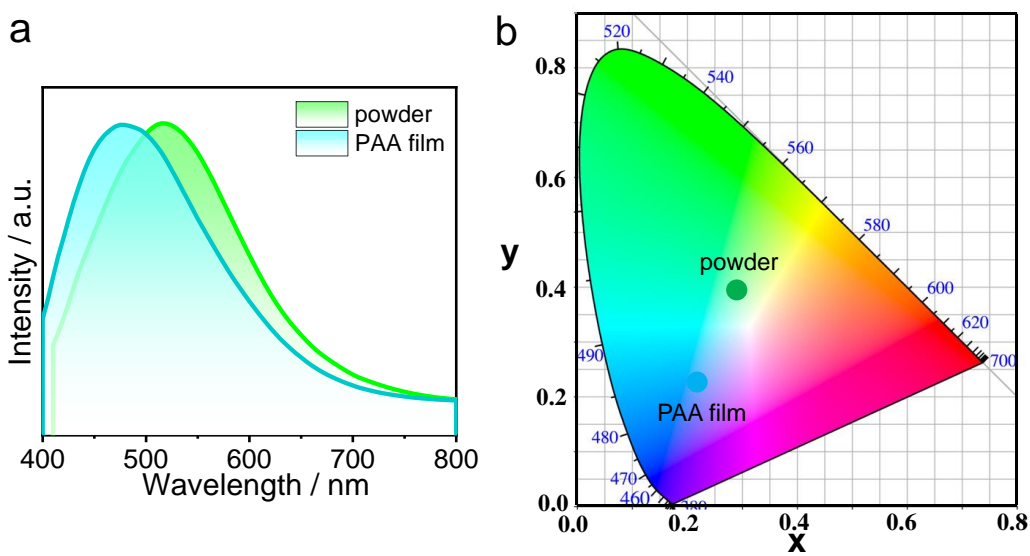 a
powder
PAA film
Intensity / a.u.
400 500 600 700 800
Wavelength / nm
b
520
540
560
580
600
620
700
490
480
470
460
380
powder
PAA film
y
0.8
0.6
0.4
0.2
0.0
0.0 0.2 0.4 0.6 0.8
x